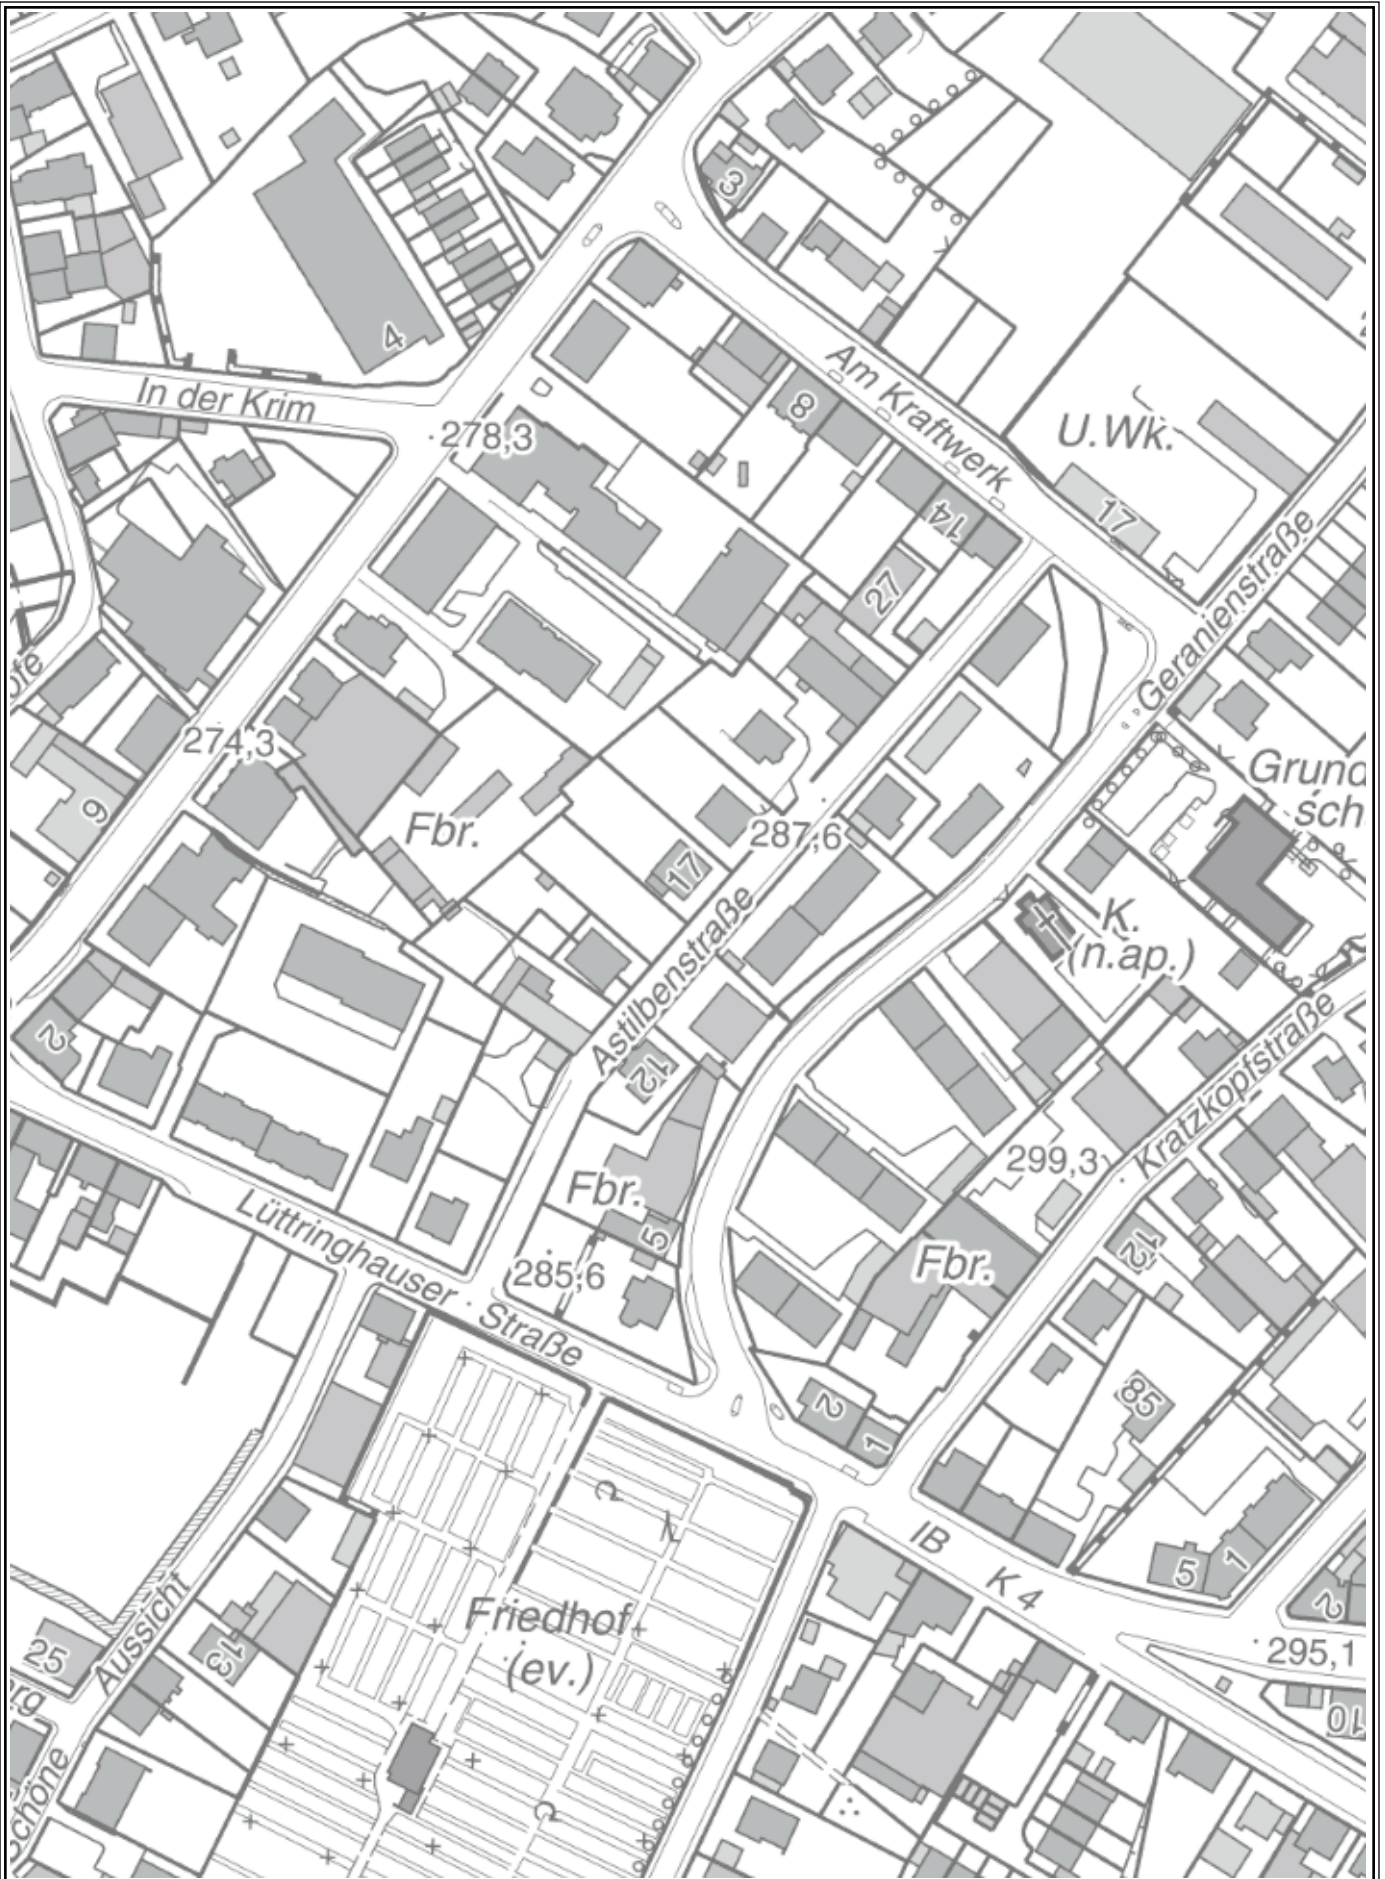 3
4
Am Kraftwerk
In der Krim
8
278,3
U.Wk.
14
17
27
Geranienstraße
274,3
Grund
sch
9
Fbr.
287,6
17
K.
(n.ap.)
Astilbenstraße
2
12
Kratzkopfstraße
299,3
Fbr.
5
Lüttringhauser Straße
285,6
Fbr.
12
85
2
1
IB
K 4
5
1
2
Friedhof
(ev.)
295,1
25
13
Aussicht
10
Schöne